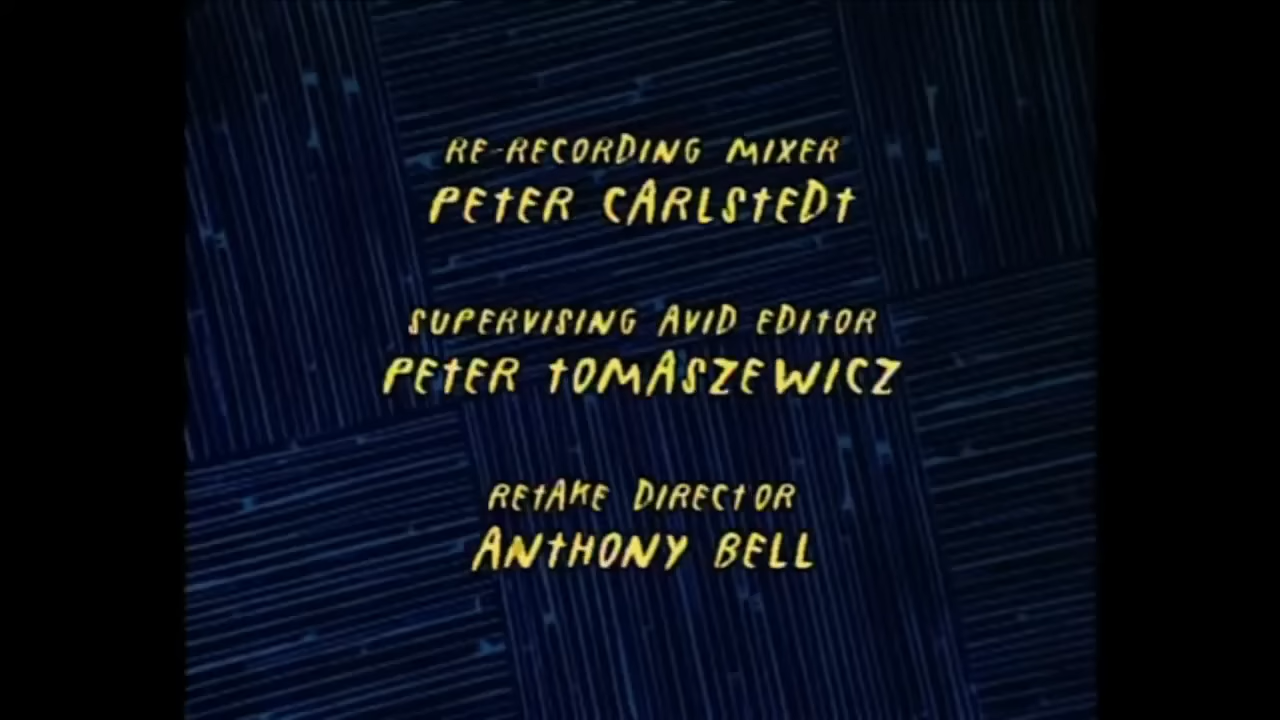 RE-RECORDING MIXER
PETER CARLSTEDT
SUPERVISING AVID EDITOR
PETER TOMASZEWICZ
RETAKE DIRECTOR
ANTHONY BELL